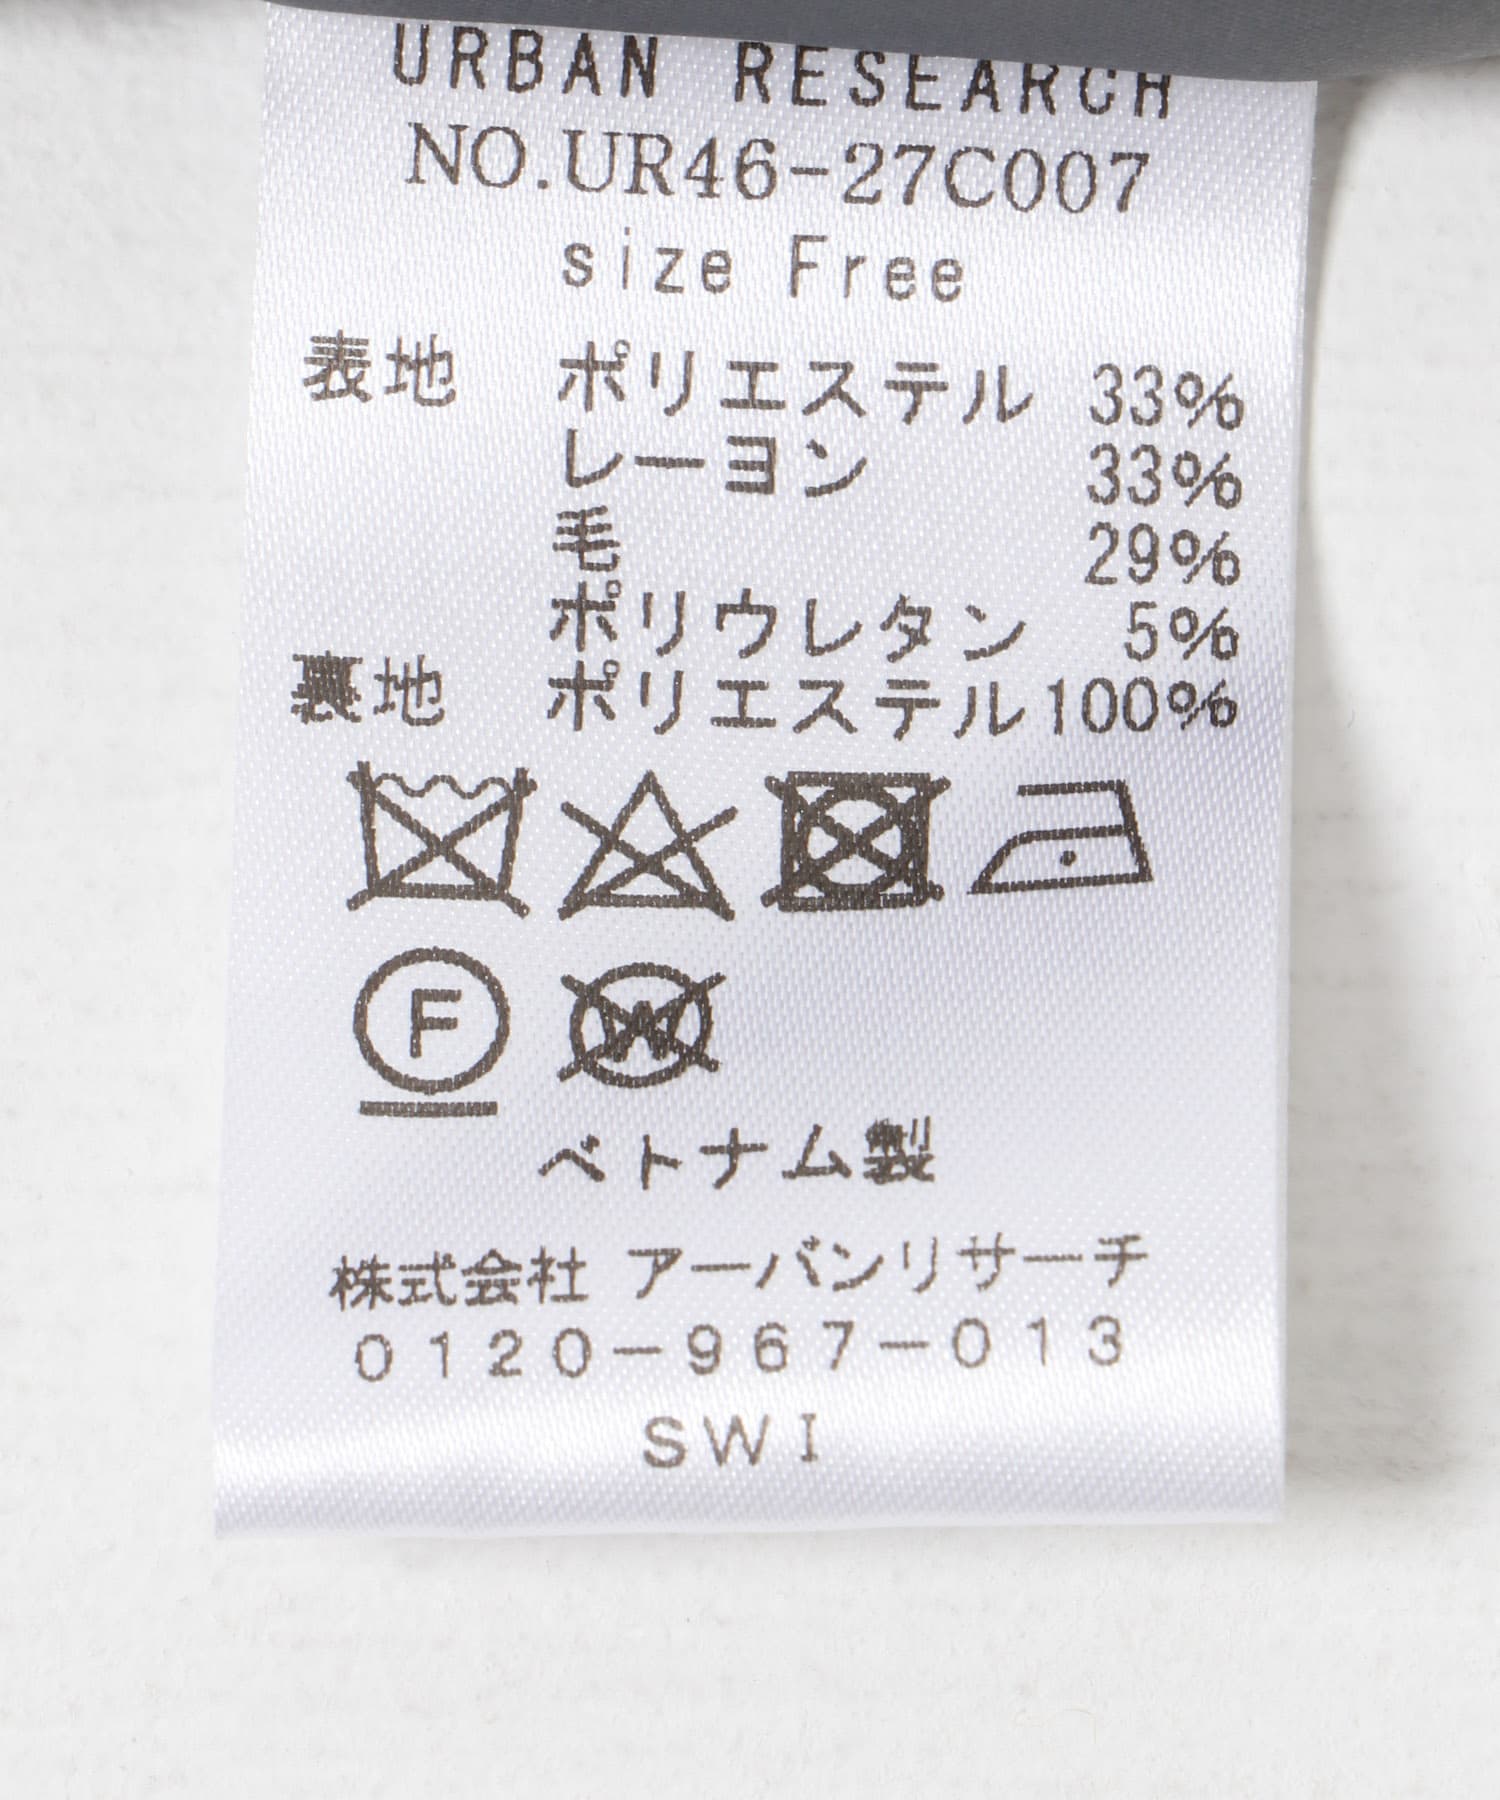 URBAN RESEARCH
NO.UR46-27C007
size Free
表地 ポリエステル 33%
レーヨン 33%
毛 29%
ポリウレタン 5%
裏地 ポリエステル100%
F W
ベトナム製
株式会社 アーバンリサーチ
0120-967-013
SWI